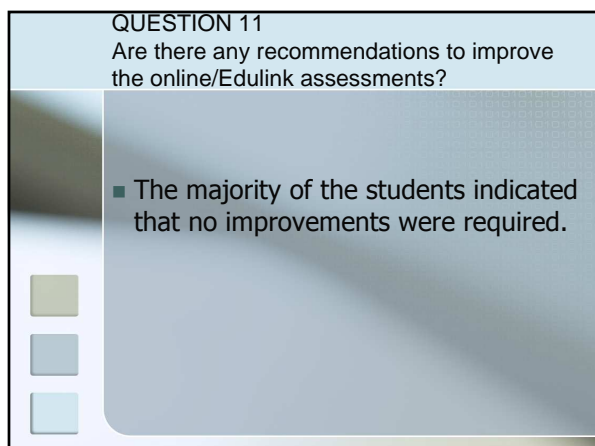 QUESTION 11
Are there any recommendations to improve
the online/Edulink assessments?
■ The majority of the students indicated
that no improvements were required.